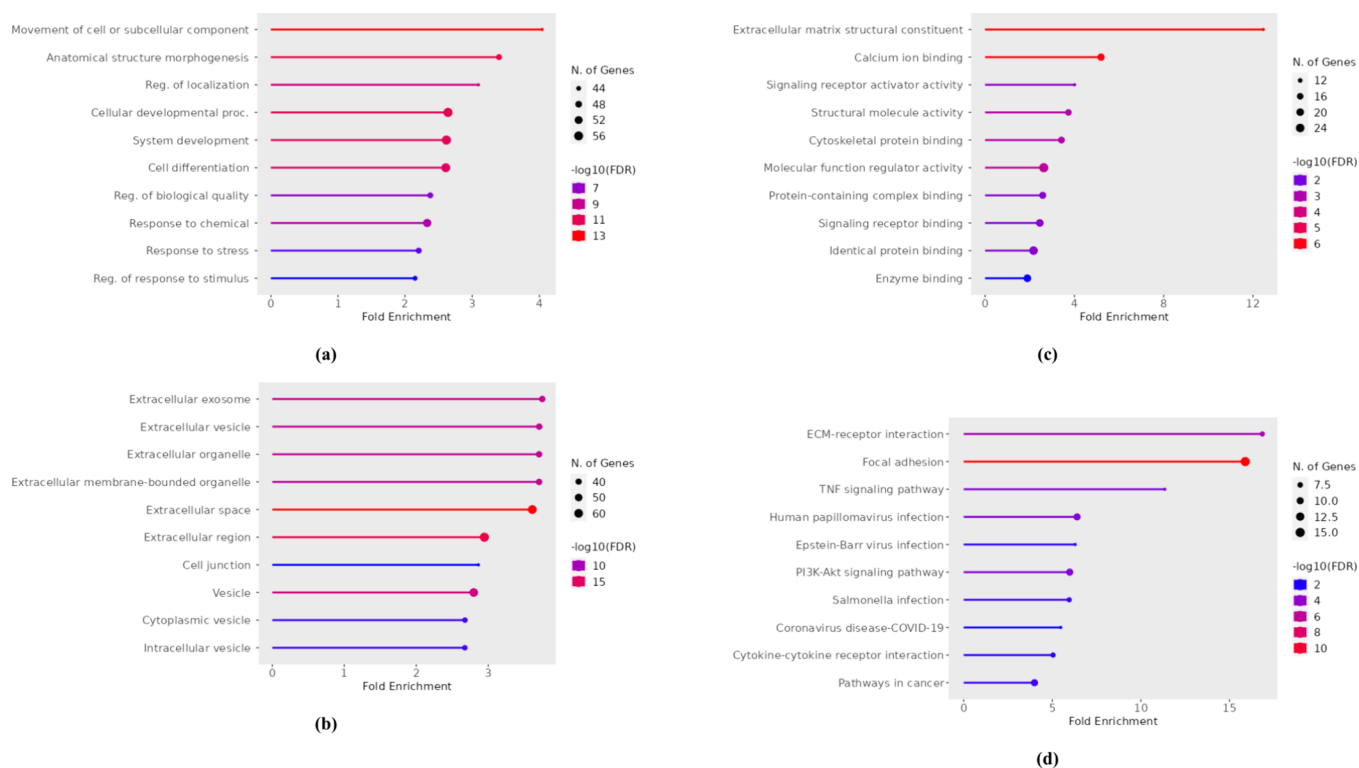 Movement of cell or subcellular component
Anatomical structure morphogenesis
Reg. of localization
Cellular developmental proc.
System development
Cell differentiation
Reg. of biological quality
Response to chemical
Response to stress
Reg. of response to stimulus
0 1 2 3 4
Fold Enrichment
N. of Genes
44
48
52
56
-log10(FDR)
7
9
11
13
(a)
Extracellular matrix structural constituent
Calcium ion binding
Signaling receptor activator activity
Structural molecule activity
Cytoskeletal protein binding
Molecular function regulator activity
Protein-containing complex binding
Signaling receptor binding
Identical protein binding
Enzyme binding
0 4 8 12
Fold Enrichment
N. of Genes
12
16
20
24
-log10(FDR)
2
3
4
5
6
(c)
Extracellular exosome
Extracellular vesicle
Extracellular organelle
Extracellular membrane-bounded organelle
Extracellular space
Extracellular region
Cell junction
Vesicle
Cytoplasmic vesicle
Intracellular vesicle
0 1 2 3
Fold Enrichment
N. of Genes
40
50
60
-log10(FDR)
10
15
(b)
ECM-receptor interaction
Focal adhesion
TNF signaling pathway
Human papillomavirus infection
Epstein-Barr virus infection
PI3K-Akt signaling pathway
Salmonella infection
Coronavirus disease-COVID-19
Cytokine-cytokine receptor interaction
Pathways in cancer
0 5 10 15
Fold Enrichment
N. of Genes
7.5
10.0
12.5
15.0
-log10(FDR)
2
4
6
8
10
(d)